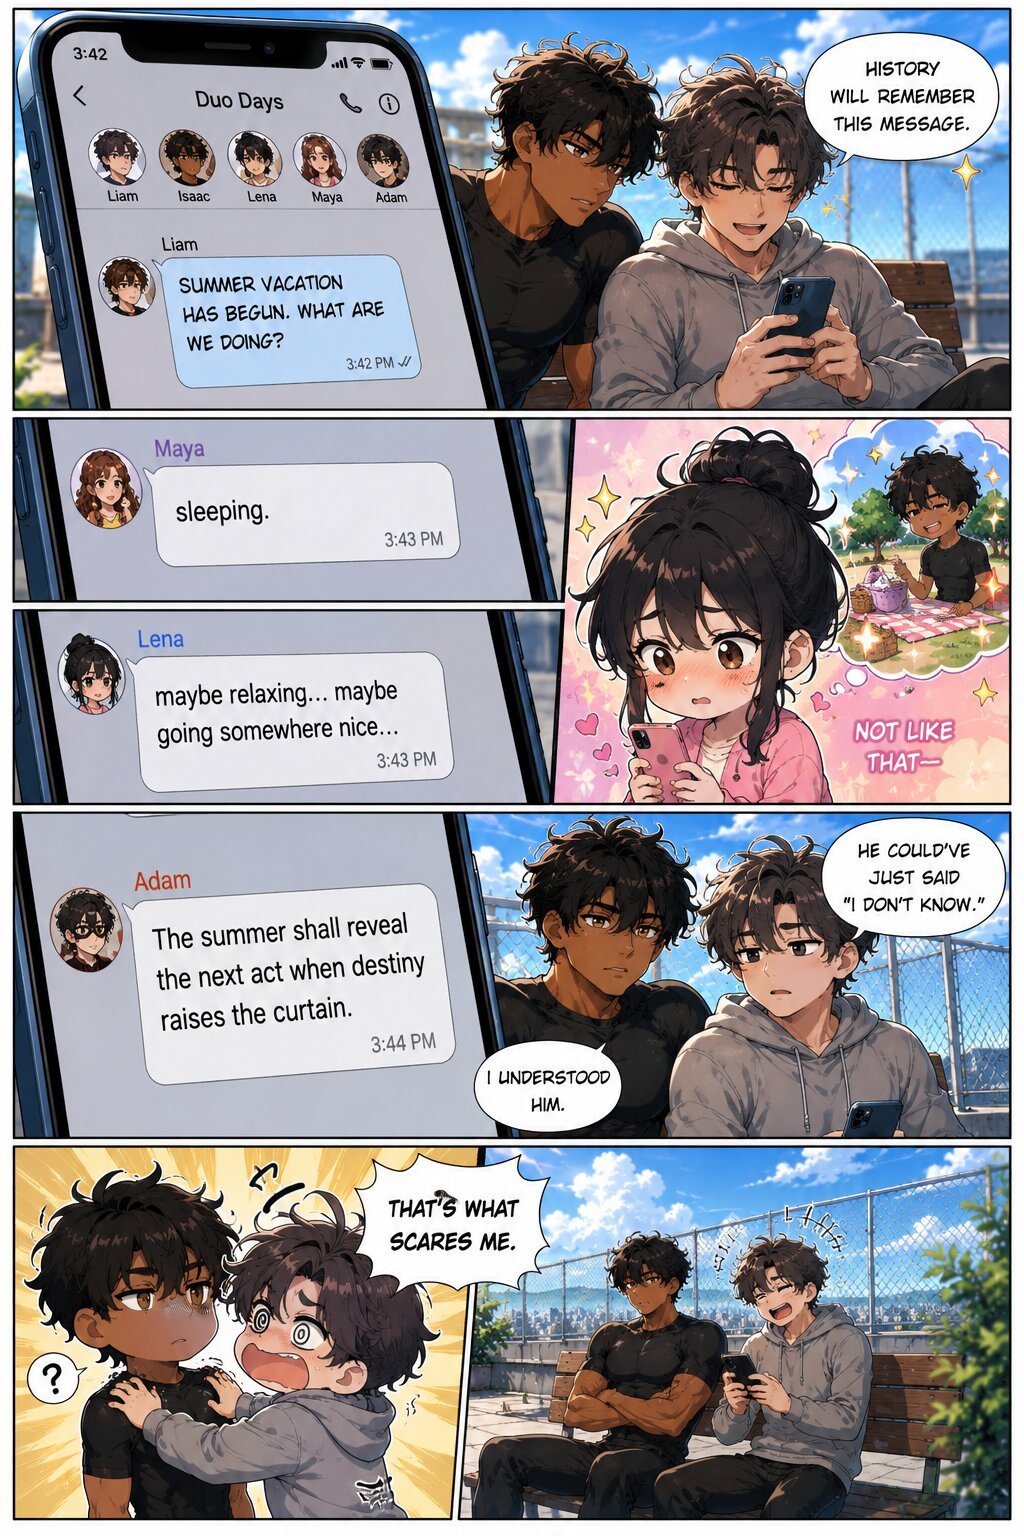 3:42
Duo Days
Liam
Isaac
Lena
Maya
Adam
Liam
SUMMER VACATION
HAS BEGUN. WHAT ARE
WE DOING?
3:42 PM
HISTORY
WILL REMEMBER
THIS MESSAGE.
Maya
sleeping.
3:43 PM
Lena
maybe relaxing... maybe
going somewhere nice...
3:43 PM
NOT LIKE
THAT—
Adam
The summer shall reveal
the next act when destiny
raises the curtain.
3:44 PM
HE COULD'VE
JUST SAID
"I DON'T KNOW."
I UNDERSTOOD
HIM.
?
THAT'S WHAT
SCARES ME.